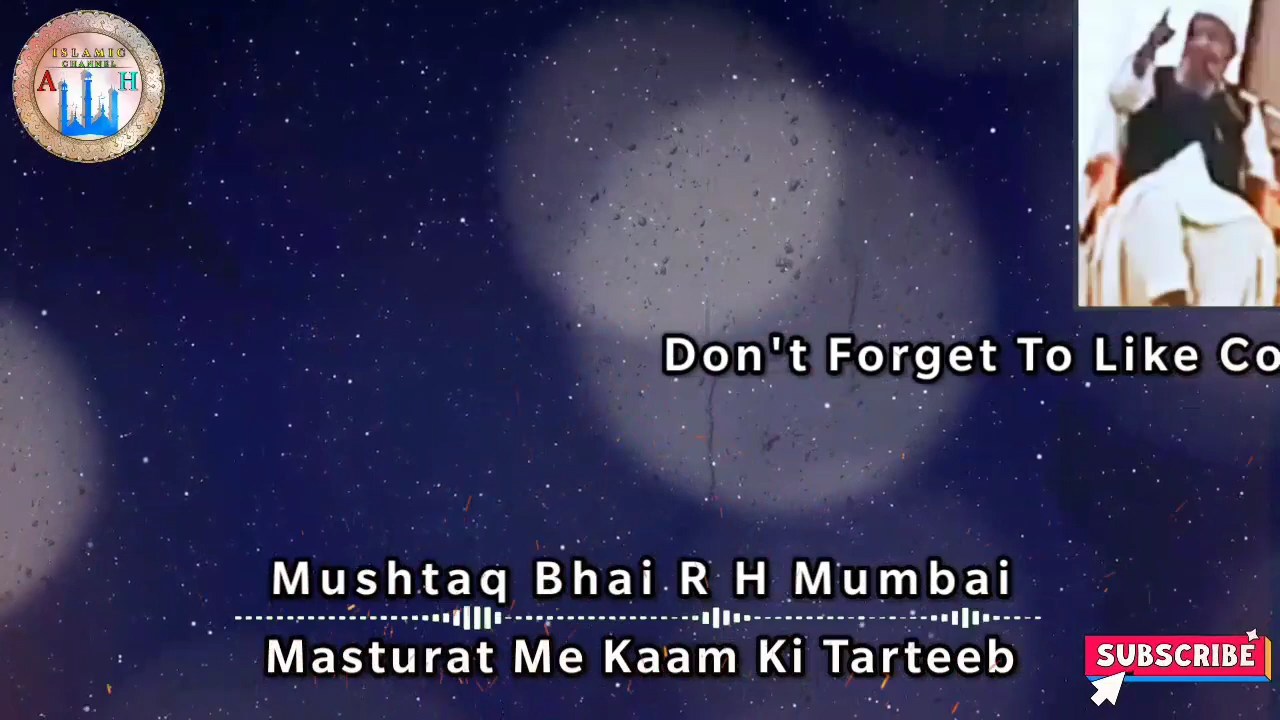 ISLAMIC
CHANNEL
A H
Don't Forget To Like Co
Mushtaq Bhai R H Mumbai
Masturat Me Kaam Ki Tarteeb
SUBSCRIBE